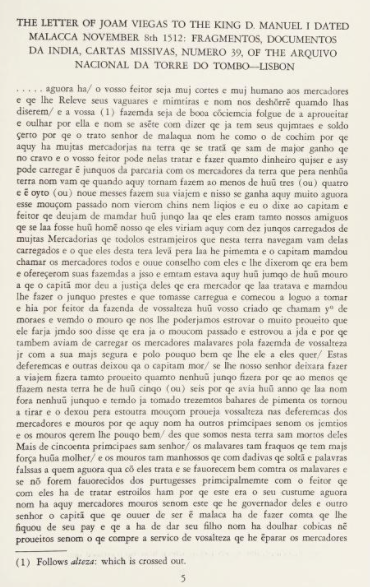 THE LETTER OF JOAM VIEGAS TO THE KING D. MANUEL I DATED
MALACCA NOVEMBER 8th 1512: FRAGMENTOS, DOCUMENTOS
DA INDIA, CARTAS MISSIVAS, NUMERO 39, OF THE ARQUIVO
NACIONAL DA TORRE DO TOMBO—LISBON
. . . . . aguora ha/ o vosso feitor seja muj cortes e muj humano aos mercadores
e qe lhe Releve seus vaguares e mimtiras e nom nos deshõrrê quamdo lhas
diserem/ e a vossa (1) fazemda seja de booa cõciemcia folgue de a aproueitar
e oulhar por ella e nom se asête com dizer qe ja tem seus qujmtaes e soldo
çerto por qe o trato senhor de malaqua nom he como o de cochim por qe
aquy ha mujtas mercadorjas na terra qe se tratã qe sam de major ganho qe
no cravo e o vosso feitor pode nelas tratar e fazer quamto dinheiro qujser e asy
pode carregar ê junquos da parcaria com os mercadores da terra que pera nenhũa
terra nom vam qe quando aquy tornam fazem ao menos de huũ tres (ou) quatro
e ê oyto (ou) noue messes fazem sua viajem e nisso se ganha aquy muito aguora
esse mouçom passado nom vierom chins nem liqios e eu o dixe ao capitam e
feitor qe deujam de mamdar huũ junqo laa qe eles eram tamto nossos amiguos
qe se laa fosse huũ homê nosso qe eles viriam aquy com dez junqos carregados de
mujtas Mercadorias qe todolos estramjeiros que nesta terra navegam vam delas
carregados e o que eles desta tera levã pera laa he pimemta e o capitam mamdou
chamar os mercadores todos e ouue conselho com eles e lhe dixerom qe era bem
e ofereçerom suas fazemdas a jsso e emtam estava aquy huũ jumqo de huũ mouro
a qe o capitã mor deu a justiça deles qe era mercador qe laa tratava e mamdou
lhe fazer o junquo prestes e que tomasse carregua e comecou a loguo a tomar
e hia por feitor da fazemda de vossalteza huũ vosso criado qe chamam yº de
moraes e vemdo o mouro qe nos lhe poderjamos estrovar o muito proueito que
ele farja jmdo soo disse qe era ja o moucom passado e estrovou a jda e por qe
tambem aviam de carregar os mercadores malavares pola fazemda de vossalteza
jr com a sua majs segura e polo pouquo bem qe lhe ele a eles quer/ Estas
deferemcas e outras deixou qa o capitam mor/ se lhe nosso senhor deixara fazer
a viajem fizera tamto proueito quanto nenhuũ junqo fizera por qe ao menos qe
ffazem nesta terra he de huũ cinqo (ou) seis por qe avia huũ anno qe laa nom
fora nenhuũ junquo e temdo ja tomado trezemtos bahares de pimenta os tornou
a tirar e o dexou pera estoutra mouçom proueja vossalteza nas deferemcas dos
mercadores e mouros por qe aquy nom ha outros principaes senom os jemtios
e os mouros qerem lhe pouqo bem/ des que somos nesta terra sam mortos deles
Mais de cincoenta principaes sam senhor/ os malavares tam fraquos qe tem majs
força huũa molher/ e os mouros tam manhossos qe com dadivas qe soltã e palavras
falssas a quem aguora qua cõ eles trata e se fauorecem bem comtra os malavares e
se nõ forem fauorecidos dos purtugesses principalmemte com o feitor qe
com eles ha de tratar estroilos ham por qe este era o seu custume aguora
nom ha aquy mercadores mouros senom este qe he governador deles e outro
senhor o capitã que qe ouuer de ser ê malaca ha de fazer comta qe lhe
fiquou de seu pay e qe a ha de dar seu filho nom ha doulhar cobicas nê
proueitos senom o qe compre a servico de vosalteza qe he êparar os mercadores
(1) Follows alteza: which is crossed out.
5